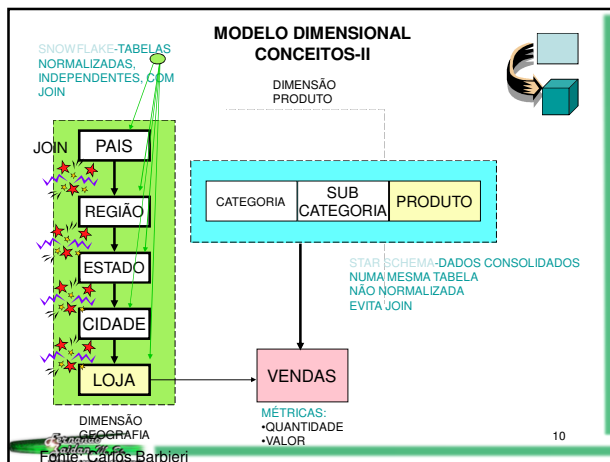 MODELO DIMENSIONAL
CONCEITOS-II
SNOWFLAKE-TABELAS
NORMALIZADAS,
INDEPENDENTES, COM
JOIN
DIMENSÃO
PRODUTO
JOIN
PAIS
REGIÃO
ESTADO
CIDADE
LOJA
CATEGORIA
SUB
CATEGORIA
PRODUTO
STAR SCHEMA-DADOS CONSOLIDADOS
NUMA MESMA TABELA
NÃO NORMALIZADA
EVITA JOIN
VENDAS
MÉTRICAS:
•QUANTIDADE
•VALOR
DIMENSÃO
GEOGRAFIA
10
Fonte: Carlos Barbieri